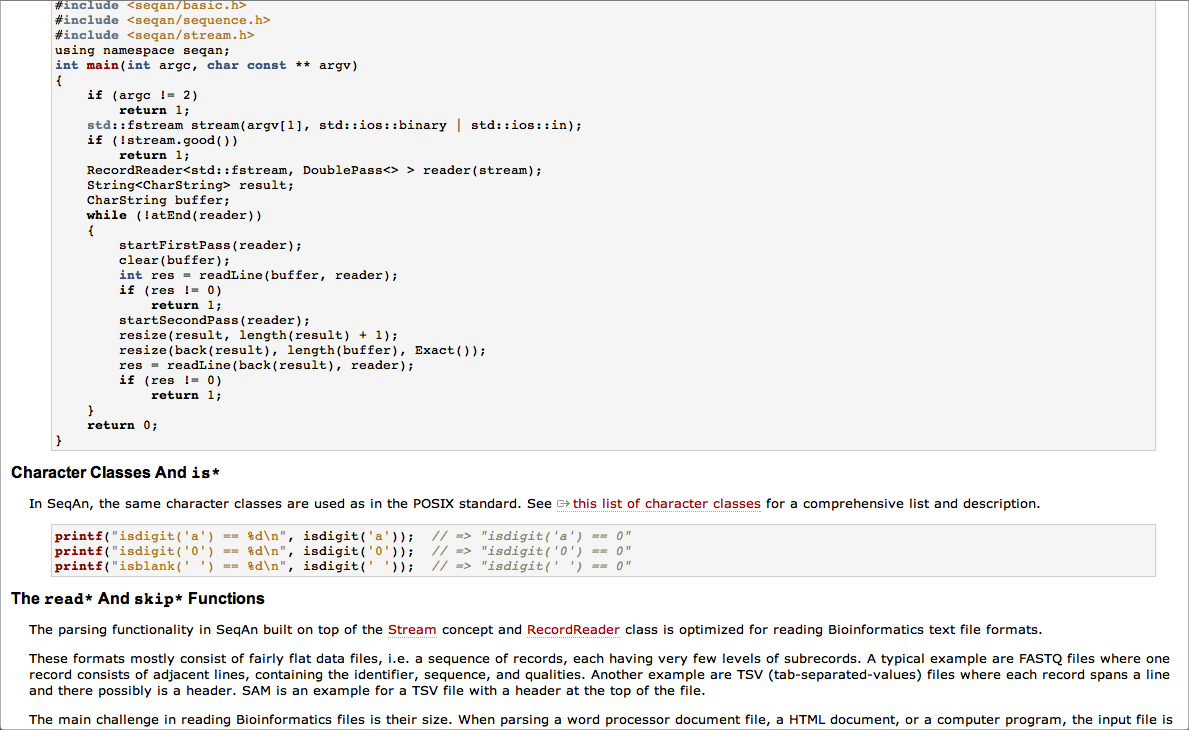 #include <seqan/basic.h>
#include <seqan/sequence.h>
#include <seqan/stream.h>
using namespace seqan;
int main(int argc, char const ** argv)
{
    if (argc != 2)
        return 1;
    std::fstream stream(argv[1], std::ios::binary | std::ios::in);
    if (!stream.good())
        return 1;
    RecordReader<std::fstream, DoublePass<> > reader(stream);
    String<CharString> result;
    CharString buffer;
    while (!atEnd(reader))
    {
        startFirstPass(reader);
        clear(buffer);
        int res = readLine(buffer, reader);
        if (res != 0)
            return 1;
        startSecondPass(reader);
        resize(result, length(result) + 1);
        resize(back(result), length(buffer), Exact());
        res = readLine(back(result), reader);
        if (res != 0)
            return 1;
    }
    return 0;
}
Character Classes And is*
In SeqAn, the same character classes are used as in the POSIX standard. See this list of character classes for a comprehensive list and description.
printf("isdigit('a') == %d\n", isdigit('a'));  // => "isdigit('a') == 0"
printf("isdigit('0') == %d\n", isdigit('0'));  // => "isdigit('0') == 0"
printf("isblank(' ') == %d\n", isdigit(' '));  // => "isdigit(' ') == 0"
The read* And skip* Functions
The parsing functionality in SeqAn built on top of the Stream concept and RecordReader class is optimized for reading Bioinformatics text file formats.
These formats mostly consist of fairly flat data files, i.e. a sequence of records, each having very few levels of subrecords. A typical example are FASTQ files where one
record consists of adjacent lines, containing the identifier, sequence, and qualities. Another example are TSV (tab-separated-values) files where each record spans a line
and there possibly is a header. SAM is an example for a TSV file with a header at the top of the file.
The main challenge in reading Bioinformatics files is their size. When parsing a word processor document file, a HTML document, or a computer program, the input file is